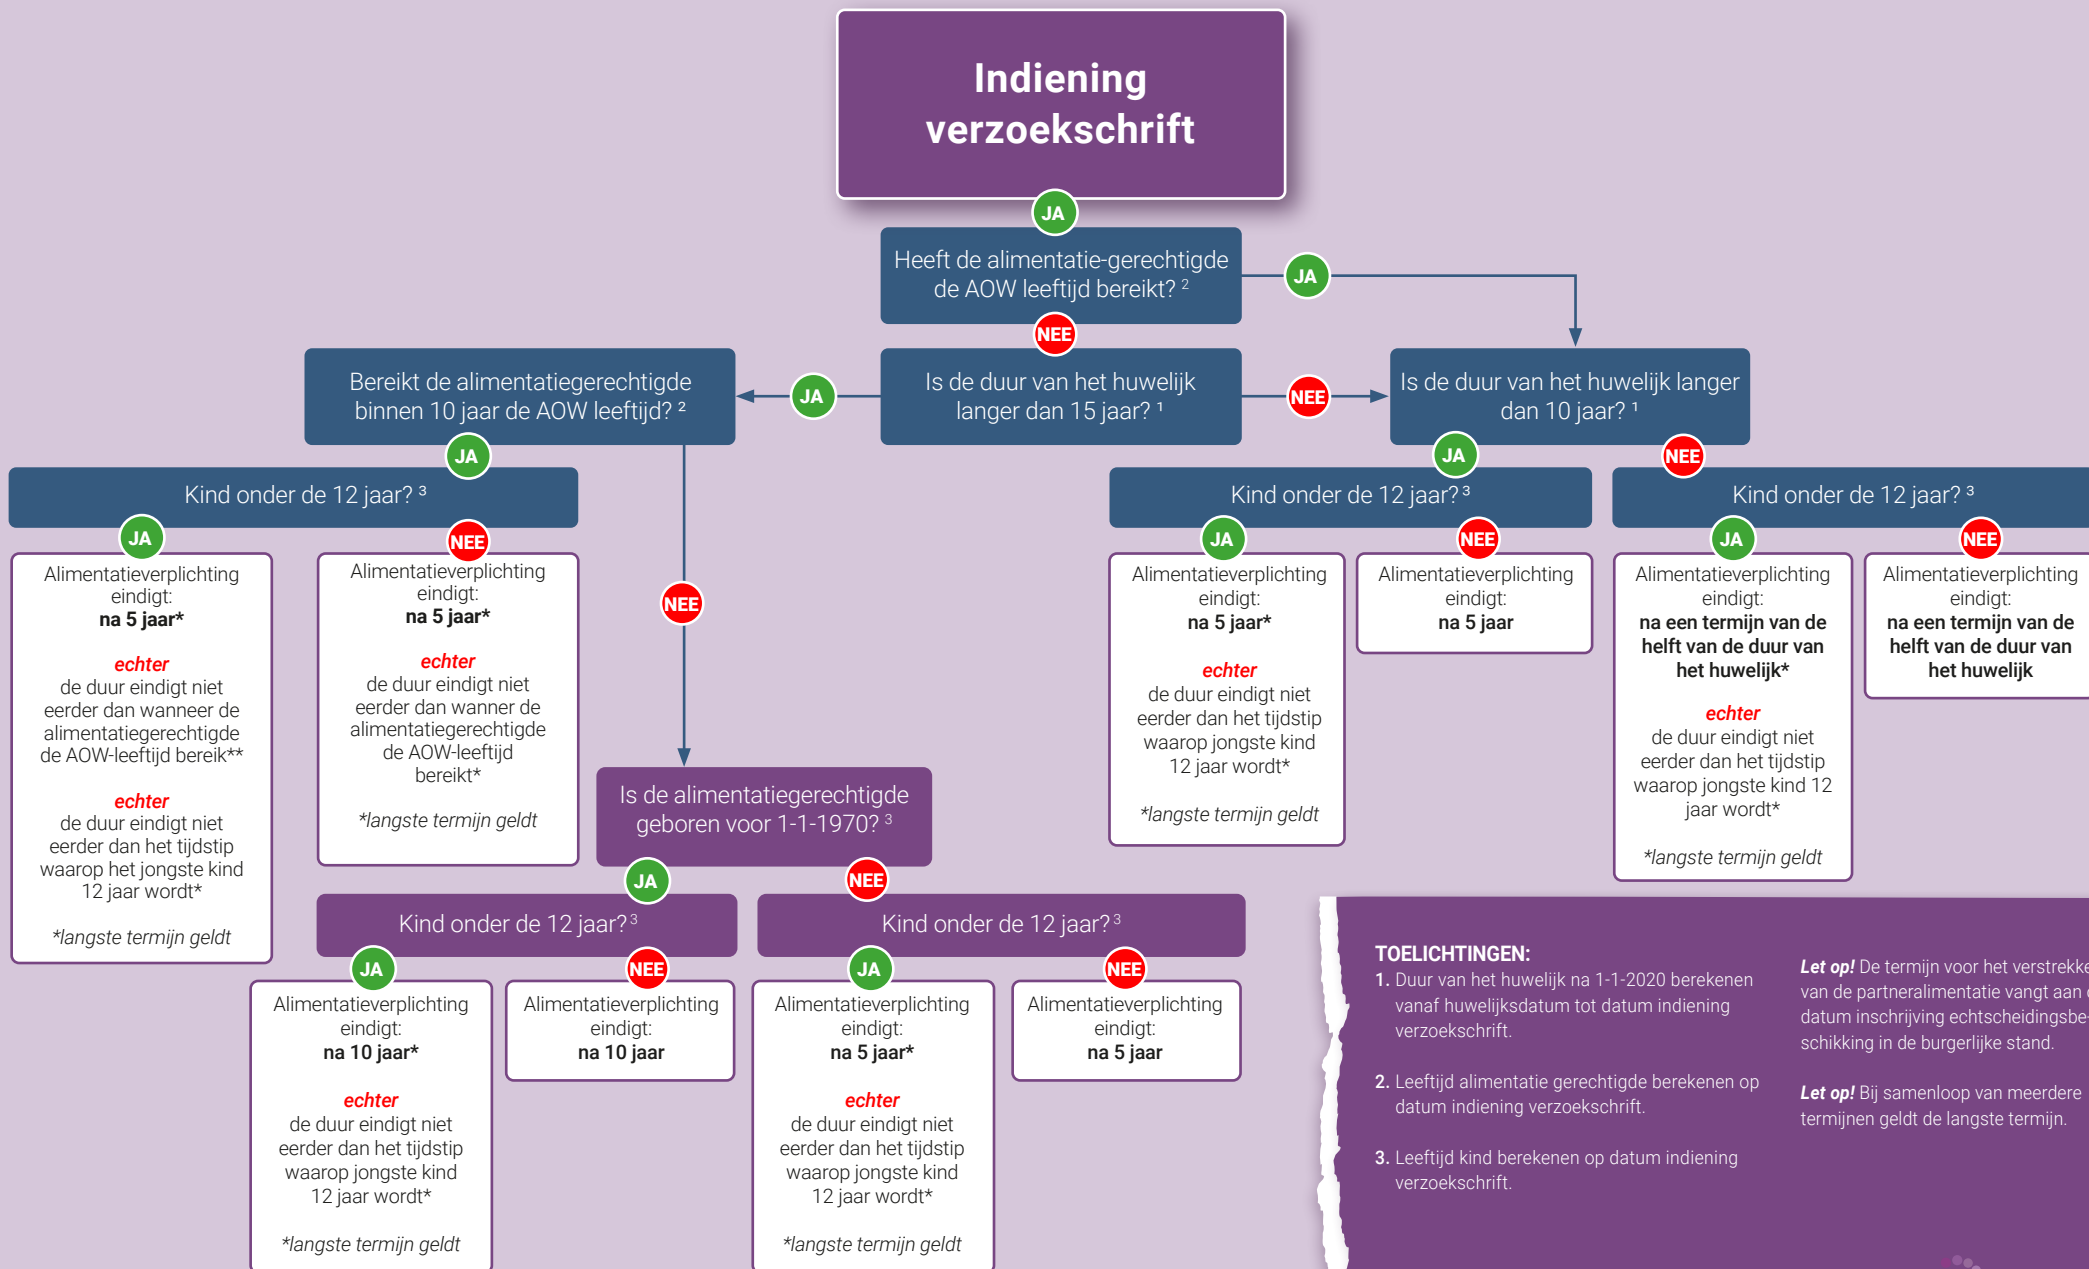 Indiening
verzoekschrift
JA
Heeft de alimentatie-gerechtigde
de AOW leeftijd bereikt? ²
JA
NEE
Bereikt de alimentatiegerechtigde
binnen 10 jaar de AOW leeftijd? ²
JA
Is de duur van het huwelijk
langer dan 15 jaar? ¹
NEE
Is de duur van het huwelijk langer
dan 10 jaar? ¹
JA
NEE
JA
NEE
Kind onder de 12 jaar? ³
JA
NEE
Alimentatieverplichting
eindigt:
na 5 jaar*
echter
de duur eindigt niet
eerder dan wanneer de
alimentatiegerechtigde
de AOW-leeftijd bereik**
echter
de duur eindigt niet
eerder dan het tijdstip
waarop het jongste kind
12 jaar wordt*
*langste termijn geldt
Alimentatieverplichting
eindigt:
na 5 jaar*
echter
de duur eindigt niet
eerder dan wanner de
alimentatiegerechtigde
de AOW-leeftijd
bereikt*
*langste termijn geldt
Kind onder de 12 jaar? ³
JA
NEE
Alimentatieverplichting
eindigt:
na 5 jaar*
echter
de duur eindigt niet
eerder dan het tijdstip
waarop jongste kind
12 jaar wordt*
*langste termijn geldt
Alimentatieverplichting
eindigt:
na 5 jaar
Kind onder de 12 jaar? ³
JA
NEE
Alimentatieverplichting
eindigt:
na een termijn van de
helft van de duur van
het huwelijk*
echter
de duur eindigt niet
eerder dan het tijdstip
waarop jongste kind 12
jaar wordt*
*langste termijn geldt
Alimentatieverplichting
eindigt:
na een termijn van de
helft van de duur van
het huwelijk
Is de alimentatiegerechtigde
geboren voor 1-1-1970? ³
JA
NEE
Kind onder de 12 jaar? ³
JA
NEE
Alimentatieverplichting
eindigt:
na 10 jaar*
echter
de duur eindigt niet
eerder dan het tijdstip
waarop jongste kind
12 jaar wordt*
*langste termijn geldt
Alimentatieverplichting
eindigt:
na 10 jaar
Kind onder de 12 jaar? ³
JA
NEE
Alimentatieverplichting
eindigt:
na 5 jaar*
echter
de duur eindigt niet
eerder dan het tijdstip
waarop jongste kind
12 jaar wordt*
*langste termijn geldt
Alimentatieverplichting
eindigt:
na 5 jaar
TOELICHTINGEN:
1. Duur van het huwelijk na 1-1-2020 berekenen
vanaf huwelijksdatum tot datum indiening
verzoekschrift.
2. Leeftijd alimentatie gerechtigde berekenen op
datum indiening verzoekschrift.
3. Leeftijd kind berekenen op datum indiening
verzoekschrift.
Let op! De termijn voor het
van de partneralimentatie vangt aan
datum inschrijving echtscheidingsbe-
schikking in de burgerlijke stand.
Let op! Bij samenloop van meerdere
termijnen geldt de langste termijn.